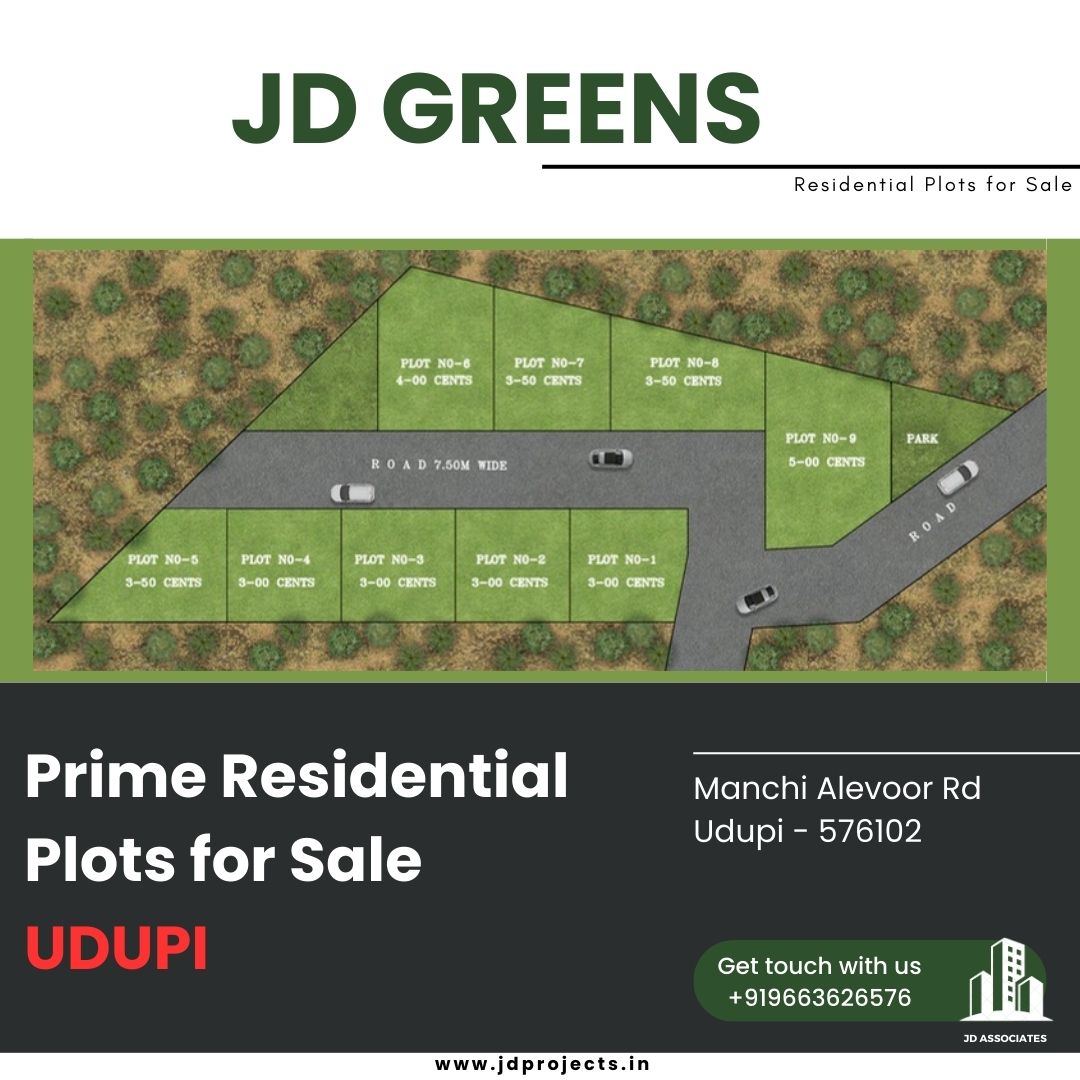 JD GREENS
Residential Plots for Sale
PLOT NO-6
4-00 CENTS
PLOT NO-7
3-50 CENTS
PLOT NO-8
3-50 CENTS
PLOT NO-9
5-00 CENTS
PARK
R O A D 7.50M WIDE
R O A D
PLOT NO-5
3-50 CENTS
PLOT NO-4
3-00 CENTS
PLOT NO-3
3-00 CENTS
PLOT NO-2
3-00 CENTS
PLOT NO-1
3-00 CENTS
Prime Residential
Plots for Sale
UDUPI
Manchi Alevoor Rd
Udupi - 576102
Get touch with us
+919663626576
JD ASSOCIATES
www.jdprojects.in